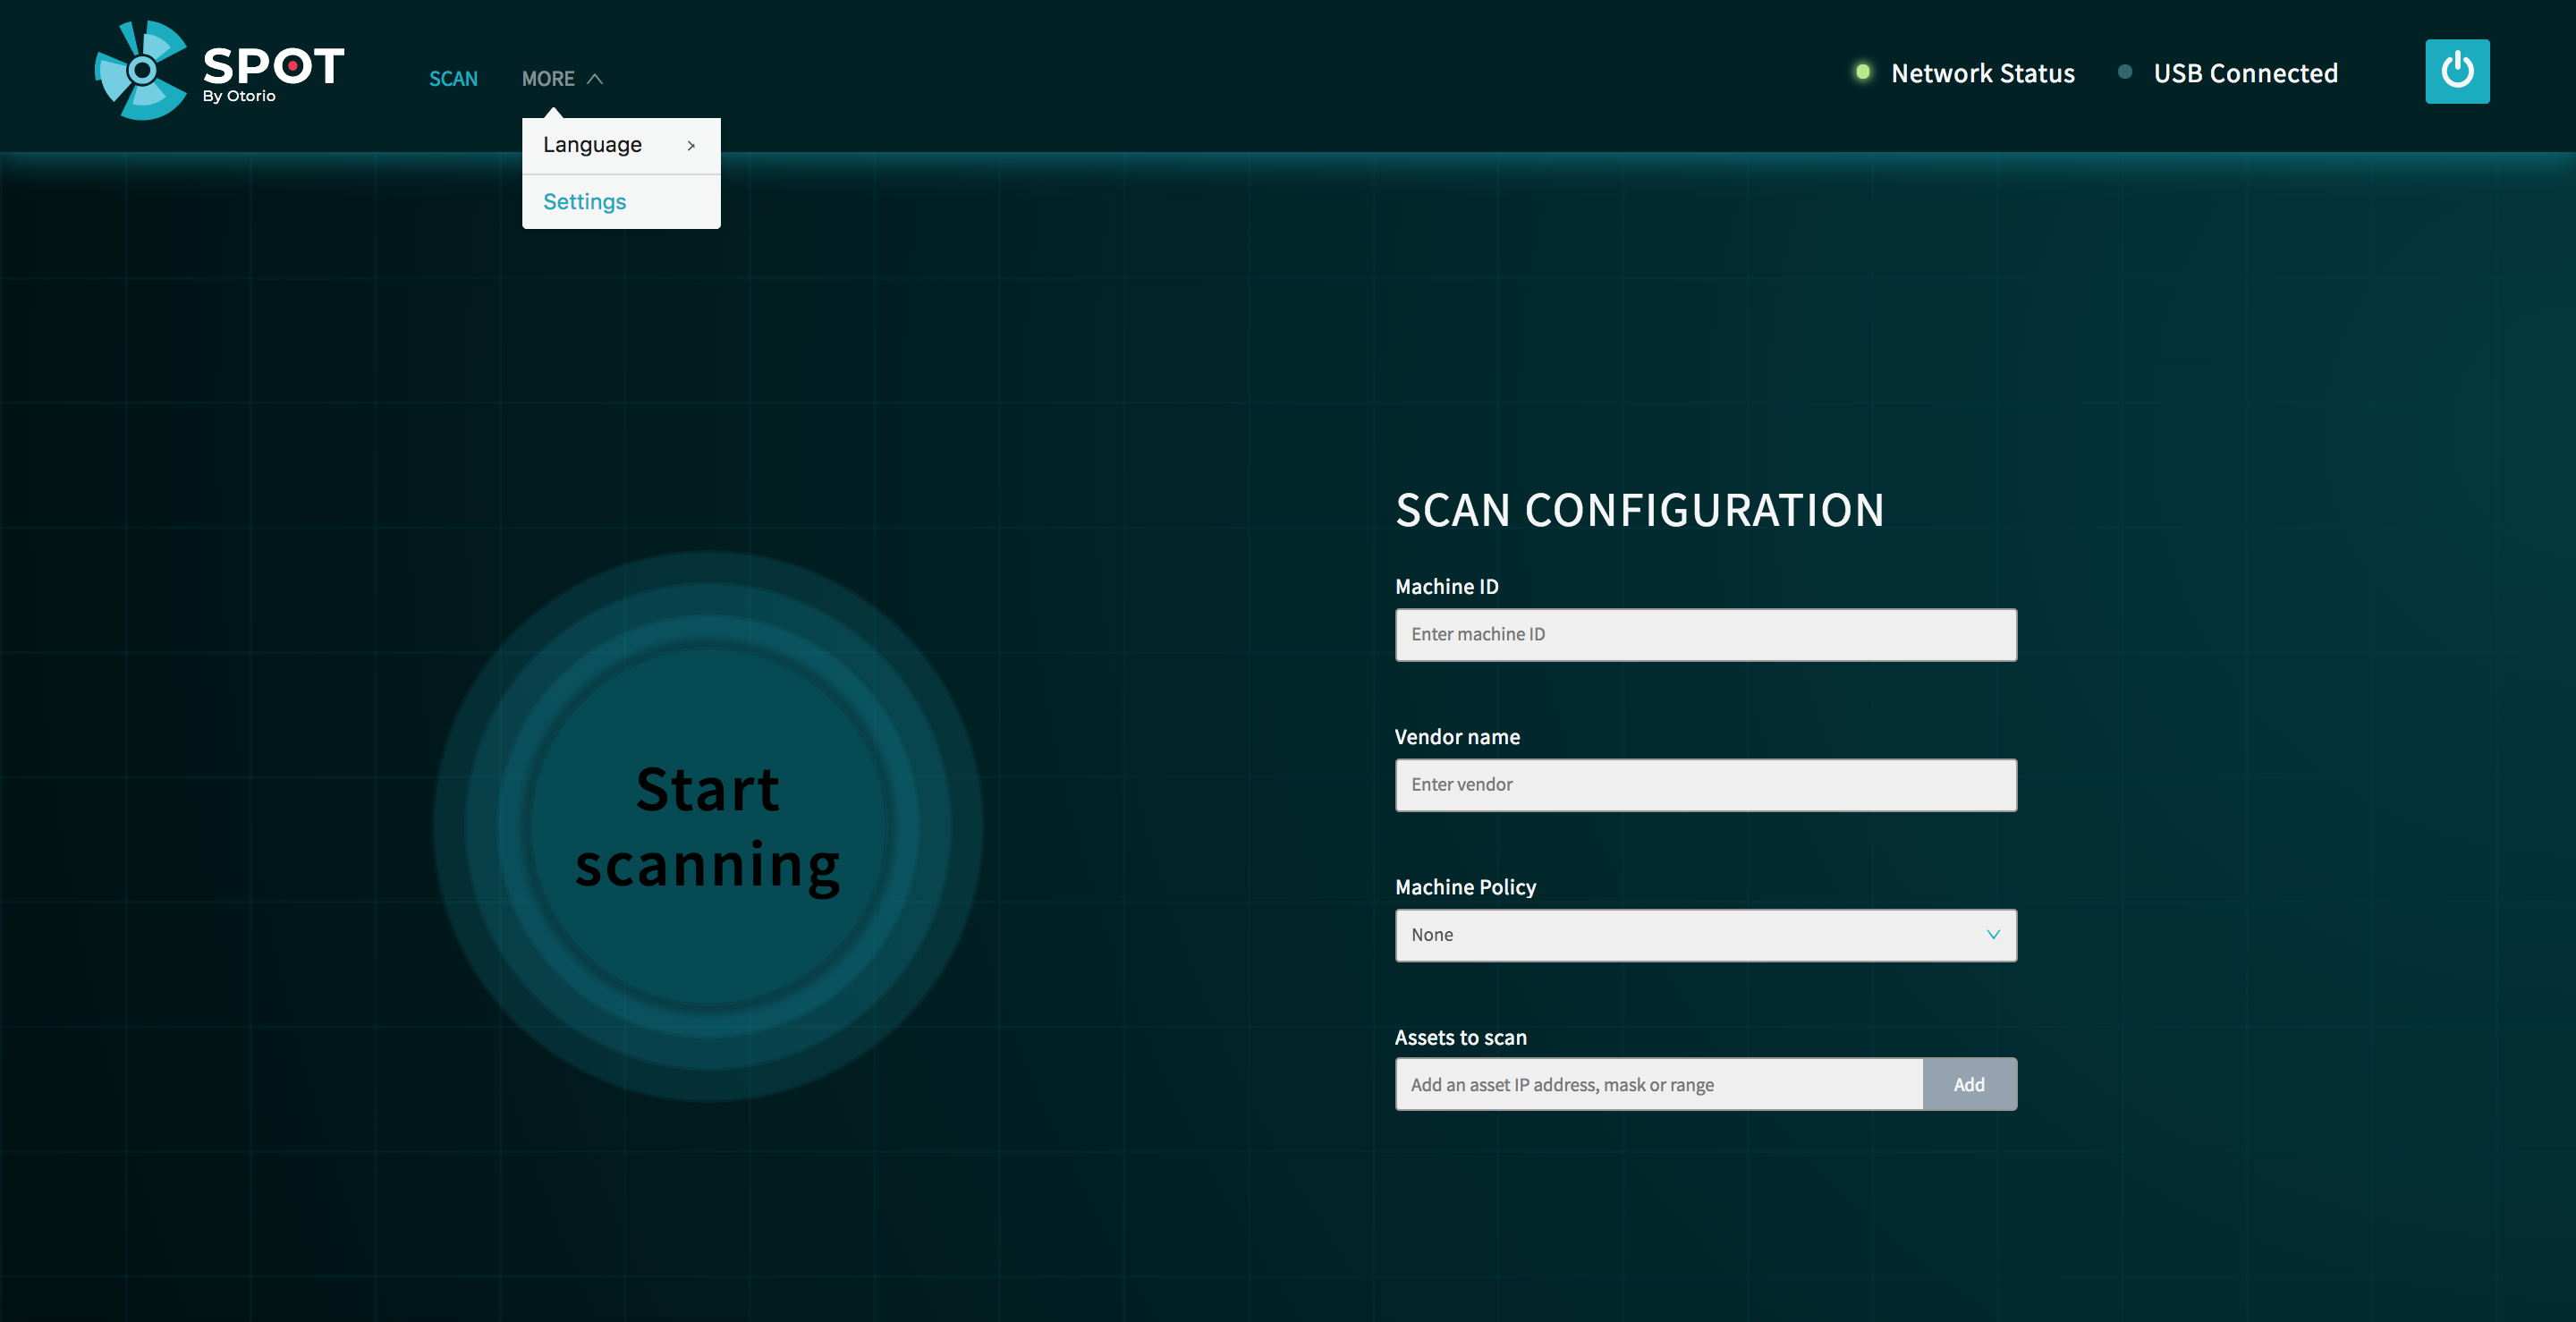 SPOT
By Otorio
SCAN
MORE
Network Status
USB Connected
Language
Settings
Start
scanning
SCAN CONFIGURATION
Machine ID
Enter machine ID
Vendor name
Enter vendor
Machine Policy
None
Assets to scan
Add an asset IP address, mask or range
Add